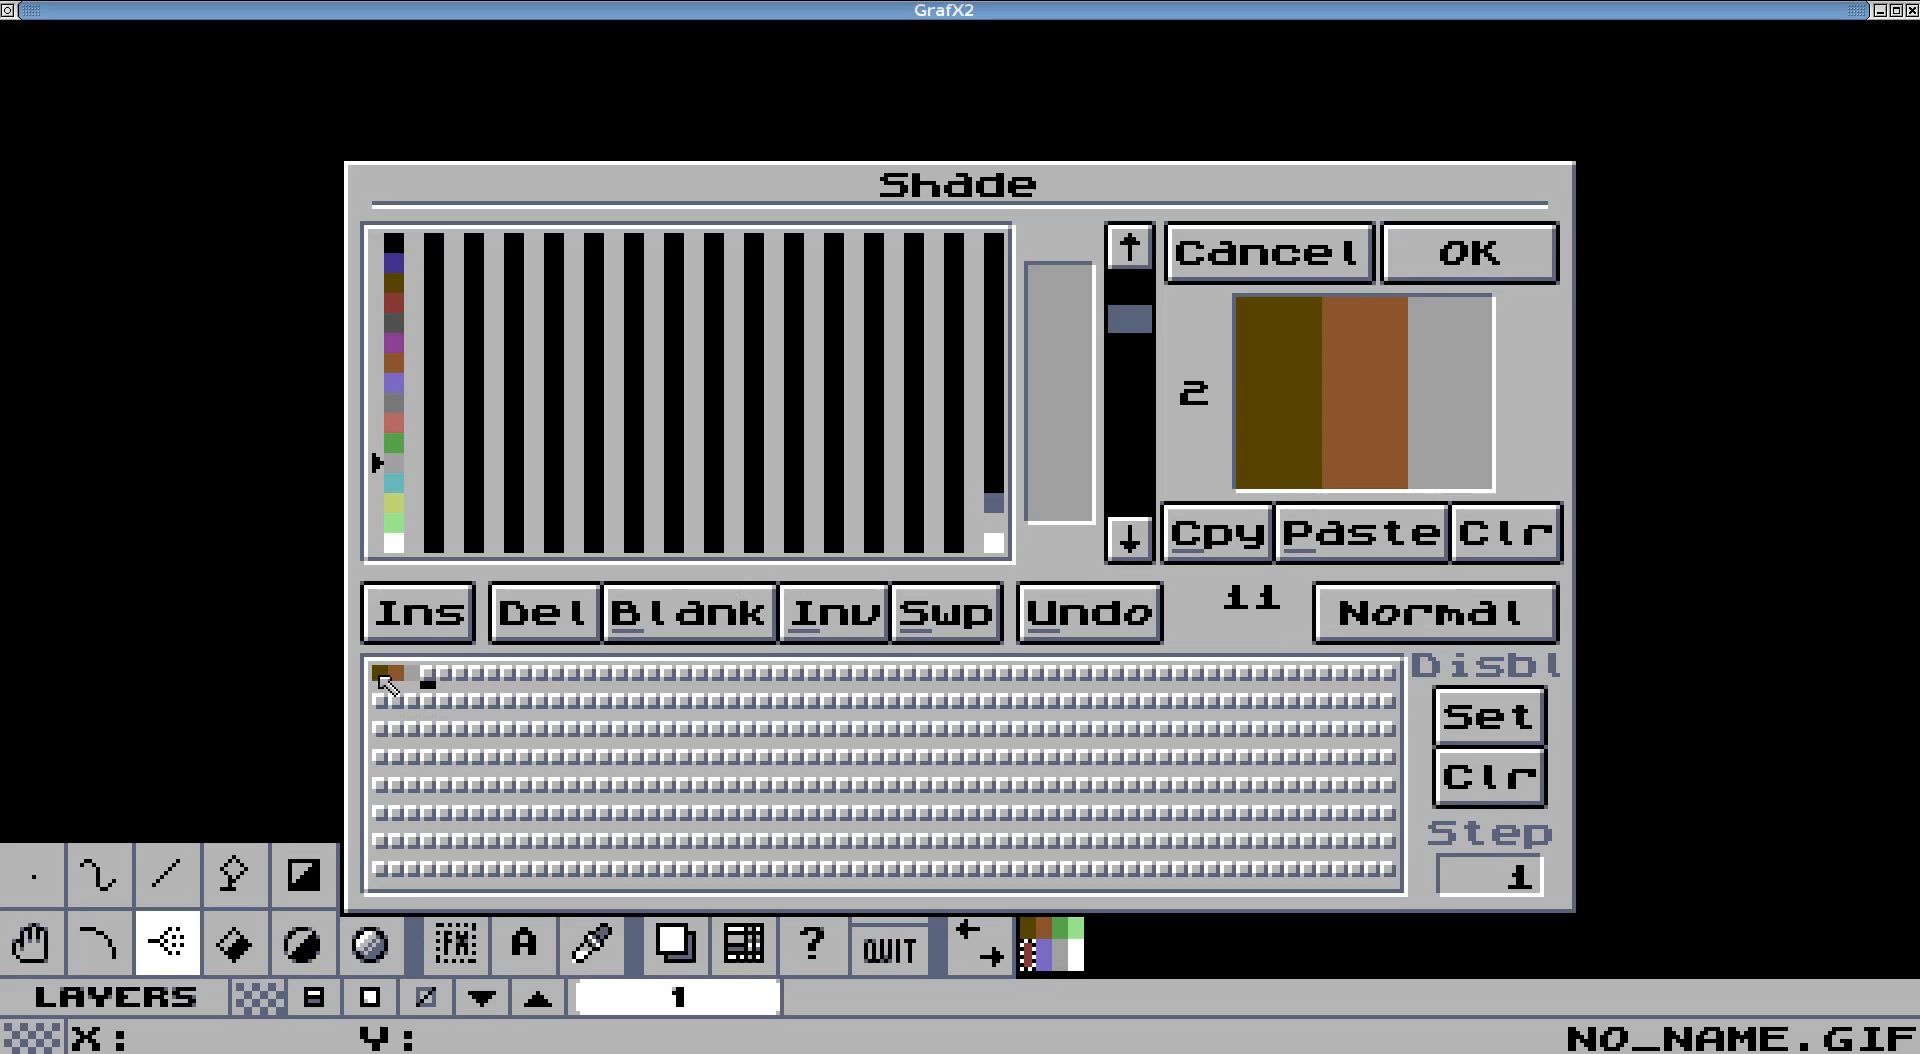 GrafX2
Shade
Cancel OK
2
Cpy Paste Clr
Ins Del Blank Inv Swp Undo 11 Normal
Disbl
Set
Clr
Step
1
FX A ? QUIT
LAYERS 1
X: Y: NO_NAME.GIF